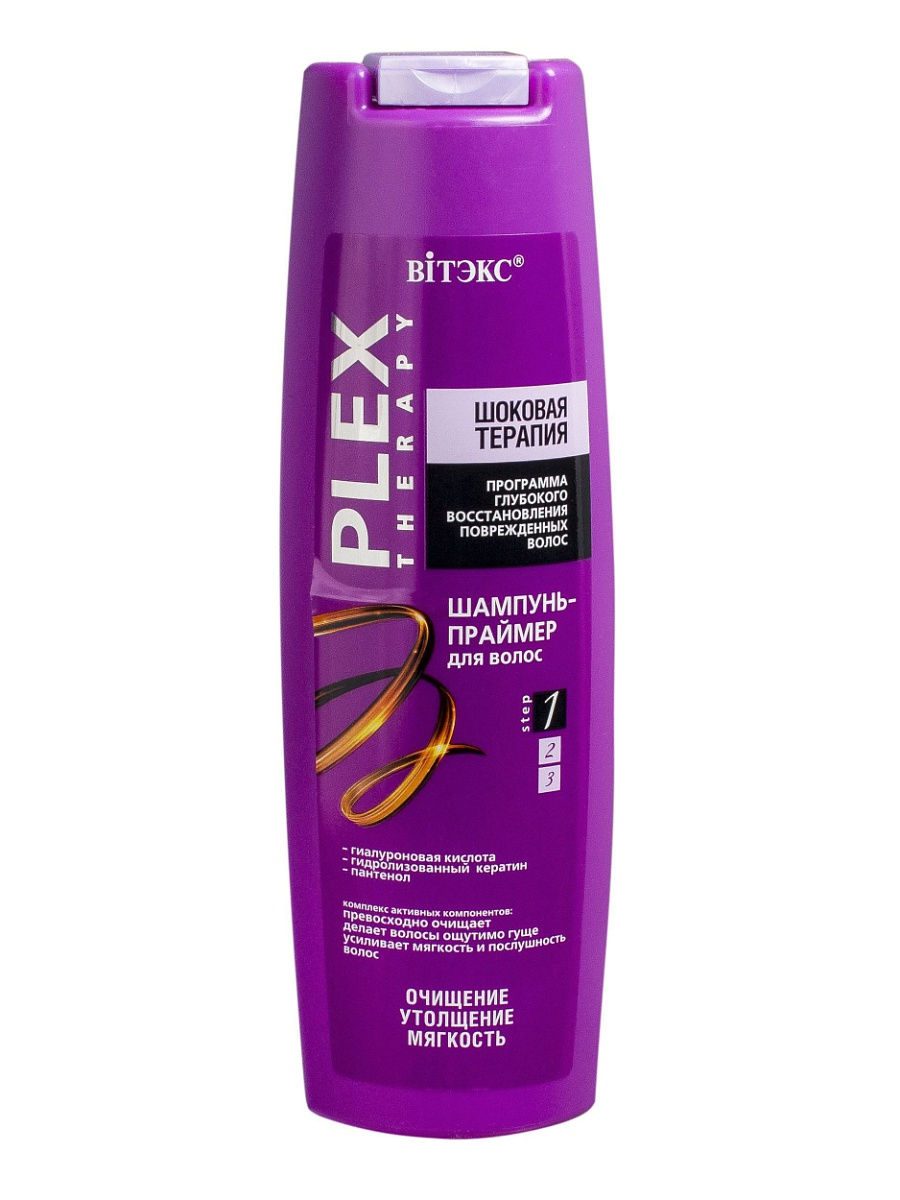 ВІТЭКС®
PLEX
THERAPY
ШОКОВАЯ
ТЕРАПИЯ
ПРОГРАММА
ГЛУБОКОГО
ВОССТАНОВЛЕНИЯ
ПОВРЕЖДЕННЫХ
ВОЛОС
ШАМПУНЬ-
ПРАЙМЕР
ДЛЯ ВОЛОС
step 1
2
3
– гиалуроновая кислота
– гидролизованный кератин
– пантенол
комплекс активных компонентов:
превосходно очищает
делает волосы ощутимо гуще
усиливает мягкость и послушность
волос
ОЧИЩЕНИЕ
УТОЛЩЕНИЕ
МЯГКОСТЬ